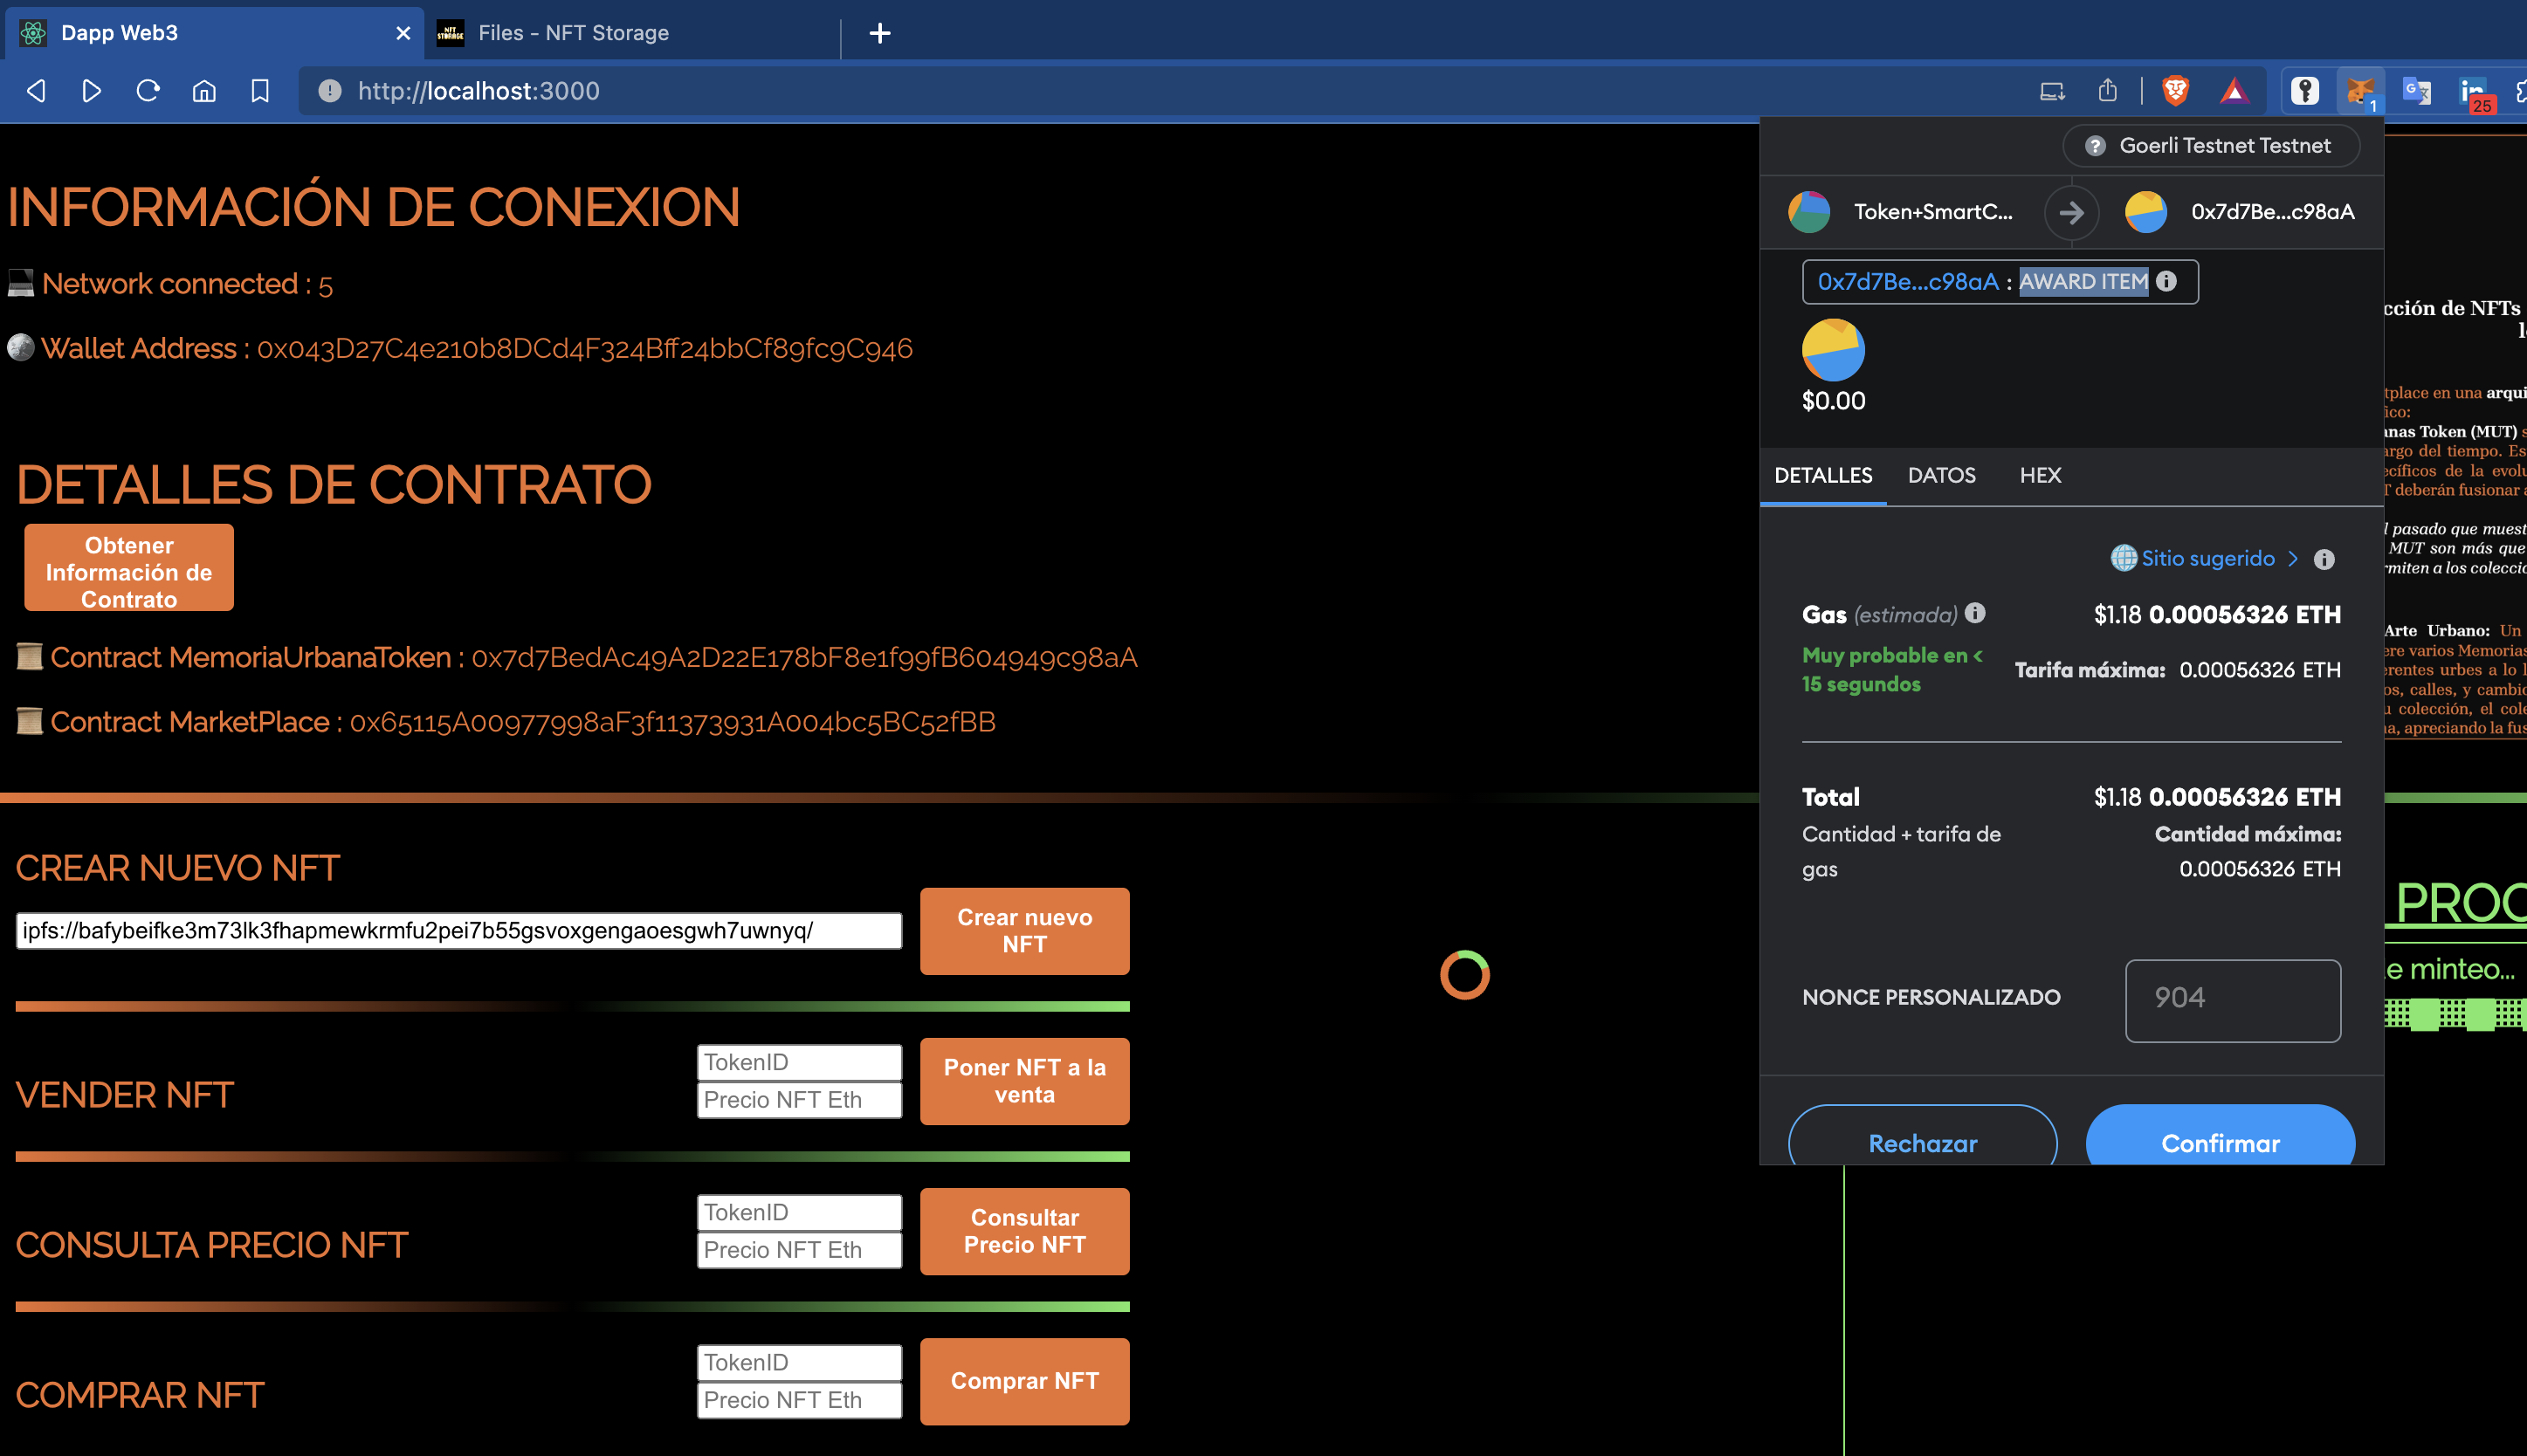 Dapp Web3
Files - NFT Storage
http://localhost:3000
1
25
INFORMACIÓN DE CONEXION
Network connected : 5
Wallet Address : 0x043D27C4e210b8DCd4F324Bff24bbCf89fc9C946
DETALLES DE CONTRATO
Obtener
Información de
Contrato
Contract MemoriaUrbanaToken : 0x7d7BedAc49A2D22E178bF8e1f99fB604949c98aA
Contract MarketPlace : 0x65115A00977998aF3f11373931A004bc5BC52fBB
CREAR NUEVO NFT
ipfs://bafybeifke3m73lk3fhapmewkrmfu2pei7b55gsvoxgengaoesgwh7uwnyq/
Crear nuevo
NFT
VENDER NFT
TokenID
Precio NFT Eth
Poner NFT a la
venta
CONSULTA PRECIO NFT
TokenID
Precio NFT Eth
Consultar
Precio NFT
COMPRAR NFT
TokenID
Precio NFT Eth
Comprar NFT
Goerli Testnet Testnet
Token+SmartC...
0x7d7Be...c98aA
0x7d7Be...c98aA : AWARD ITEM
$0.00
DETALLES DATOS HEX
Sitio sugerido >
Gas (estimada) $1.18 0.00056326 ETH
Muy probable en <
15 segundos
Tarifa máxima: 0.00056326 ETH
Total $1.18 0.00056326 ETH
Cantidad + tarifa de
gas
Cantidad máxima:
0.00056326 ETH
NONCE PERSONALIZADO 904
Rechazar Confirmar
cción de NFTs
place en una arqui
ico:
anas Token (MUT)
argo del tiempo. Es
ecíficos de la evolu
T deberán fusionar
l pasado que muest
MUT son más que
rmiten a los colecci
Arte Urbano: Un
ere varios Memorias
erentes urbes a lo l
os, calles, y cambi
u colección, el cole
na, apreciando la fus
PROC
e minteo...